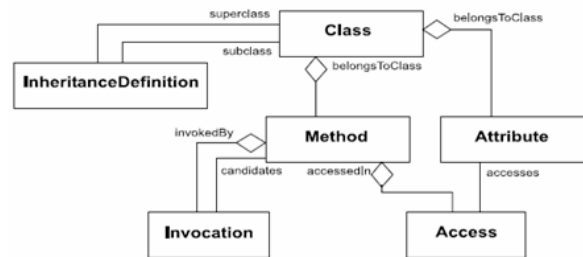 superclass
Class
belongsToClass
subclass
InheritanceDefinition
belongsToClass
invokedBy
Method
Attribute
candidates
accessedIn
accesses
Invocation
Access